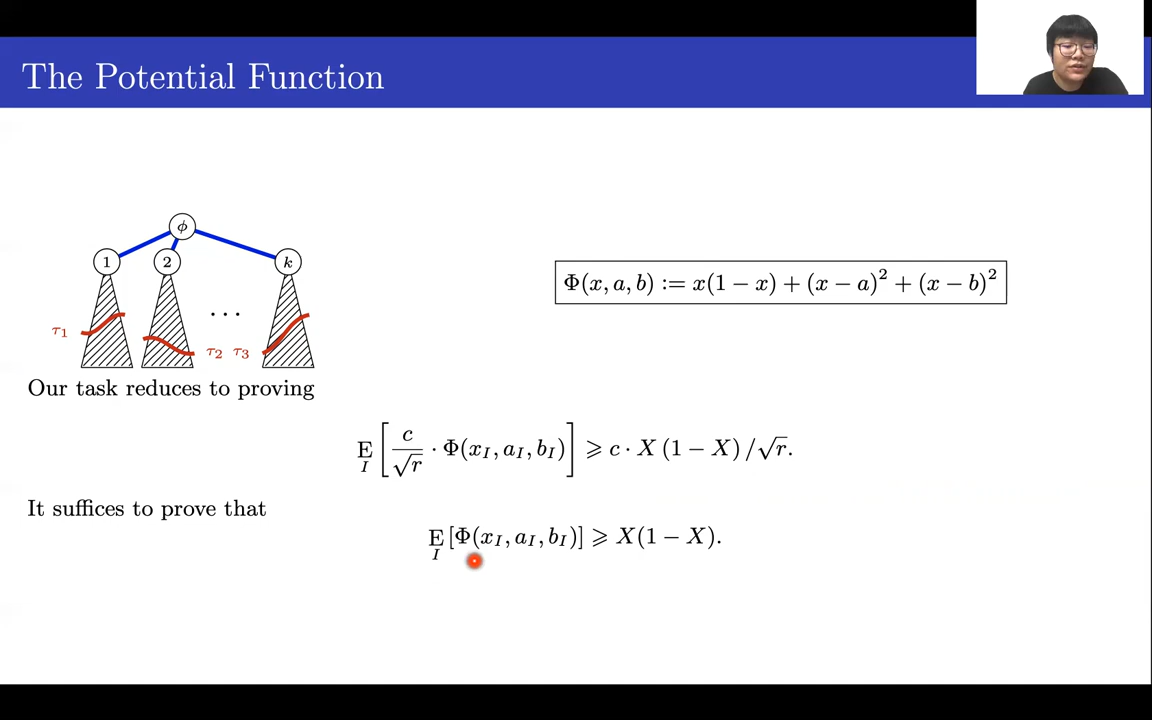 The Potential Function
ϕ
1 2 k
. . .
τ₁
τ₂ τ₃
Φ(x, a, b) := x(1 − x) + (x − a)² + (x − b)²
Our task reduces to proving
E_I [ c/√r · Φ(x_I, a_I, b_I) ] ⩾ c · X (1 − X) /√r.
It suffices to prove that
E_I [Φ(x_I, a_I, b_I)] ⩾ X(1 − X).